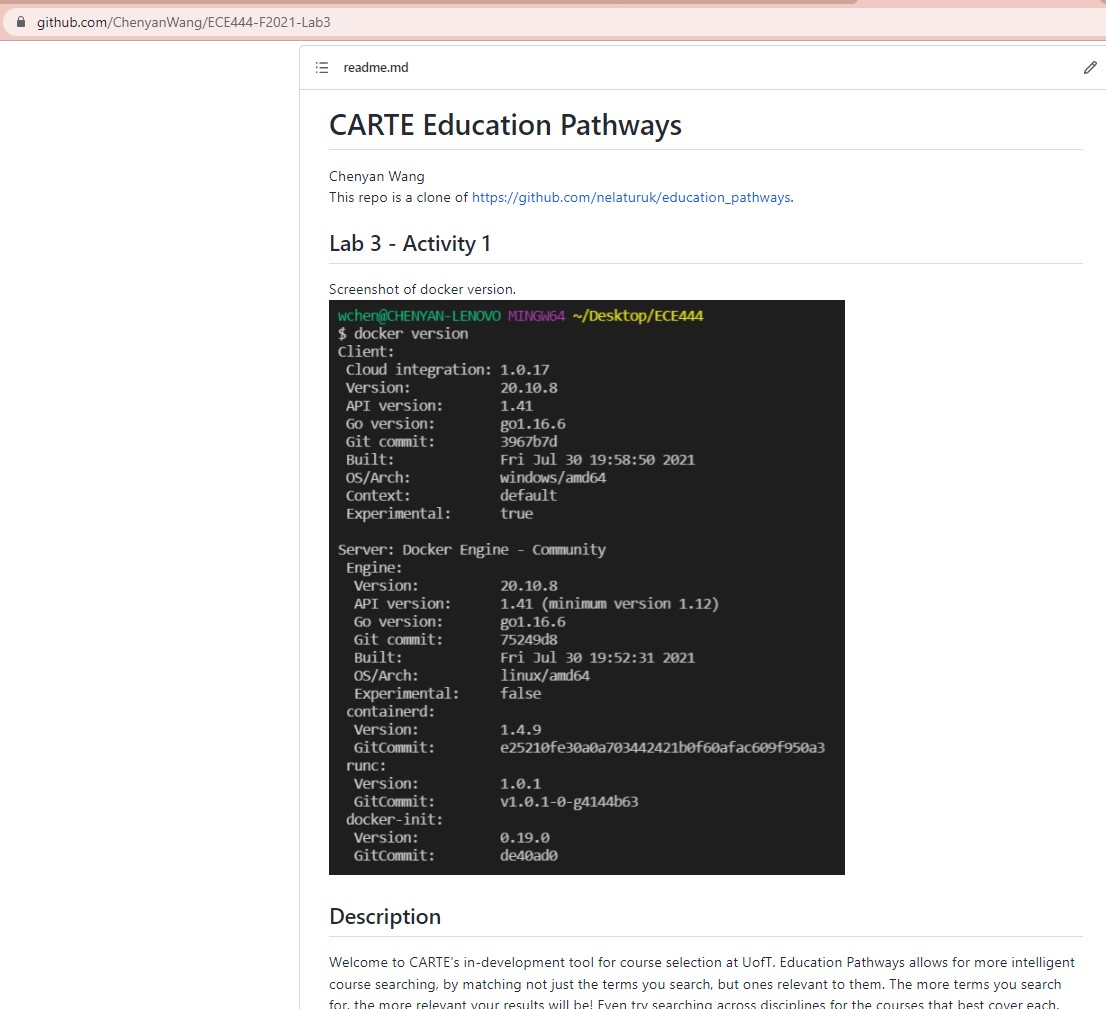 github.com/ChenyanWang/ECE444-F2021-Lab3
readme.md
CARTE Education Pathways
Chenyan Wang
This repo is a clone of https://github.com/nelaturuk/education_pathways.
Lab 3 - Activity 1
Screenshot of docker version.
wchen@CHENYAN-LENOVO MINGW64 ~/Desktop/ECE444
$ docker version
Client:
Cloud integration: 1.0.17
Version: 20.10.8
API version: 1.41
Go version: go1.16.6
Git commit: 3967b7d
Built: Fri Jul 30 19:58:50 2021
OS/Arch: windows/amd64
Context: default
Experimental: true
Server: Docker Engine - Community
Engine:
Version: 20.10.8
API version: 1.41 (minimum version 1.12)
Go version: go1.16.6
Git commit: 75249d8
Built: Fri Jul 30 19:52:31 2021
OS/Arch: linux/amd64
Experimental: false
containerd:
Version: 1.4.9
GitCommit: e25210fe30a0a703442421b0f60afac609f950a3
runc:
Version: 1.0.1
GitCommit: v1.0.1-0-g4144b63
docker-init:
Version: 0.19.0
GitCommit: de40ad0
Description
Welcome to CARTE's in-development tool for course selection at UofT. Education Pathways allows for more intelligent
course searching, by matching not just the terms you search, but ones relevant to them. The more terms you search
for, the more relevant your results will be! Even try searching across disciplines for the courses that best cover each.